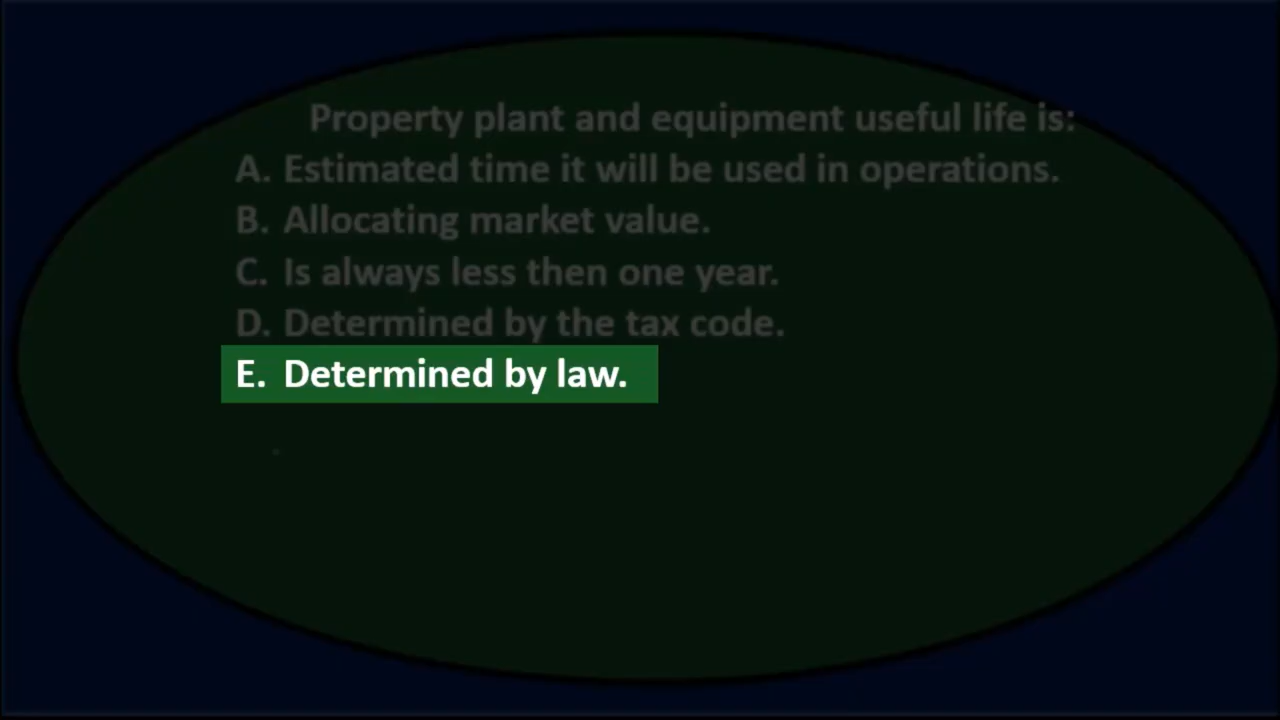 Property plant and equipment useful life is:
A. Estimated time it will be used in operations.
B. Allocating market value.
C. Is always less then one year.
D. Determined by the tax code.
E. Determined by law.